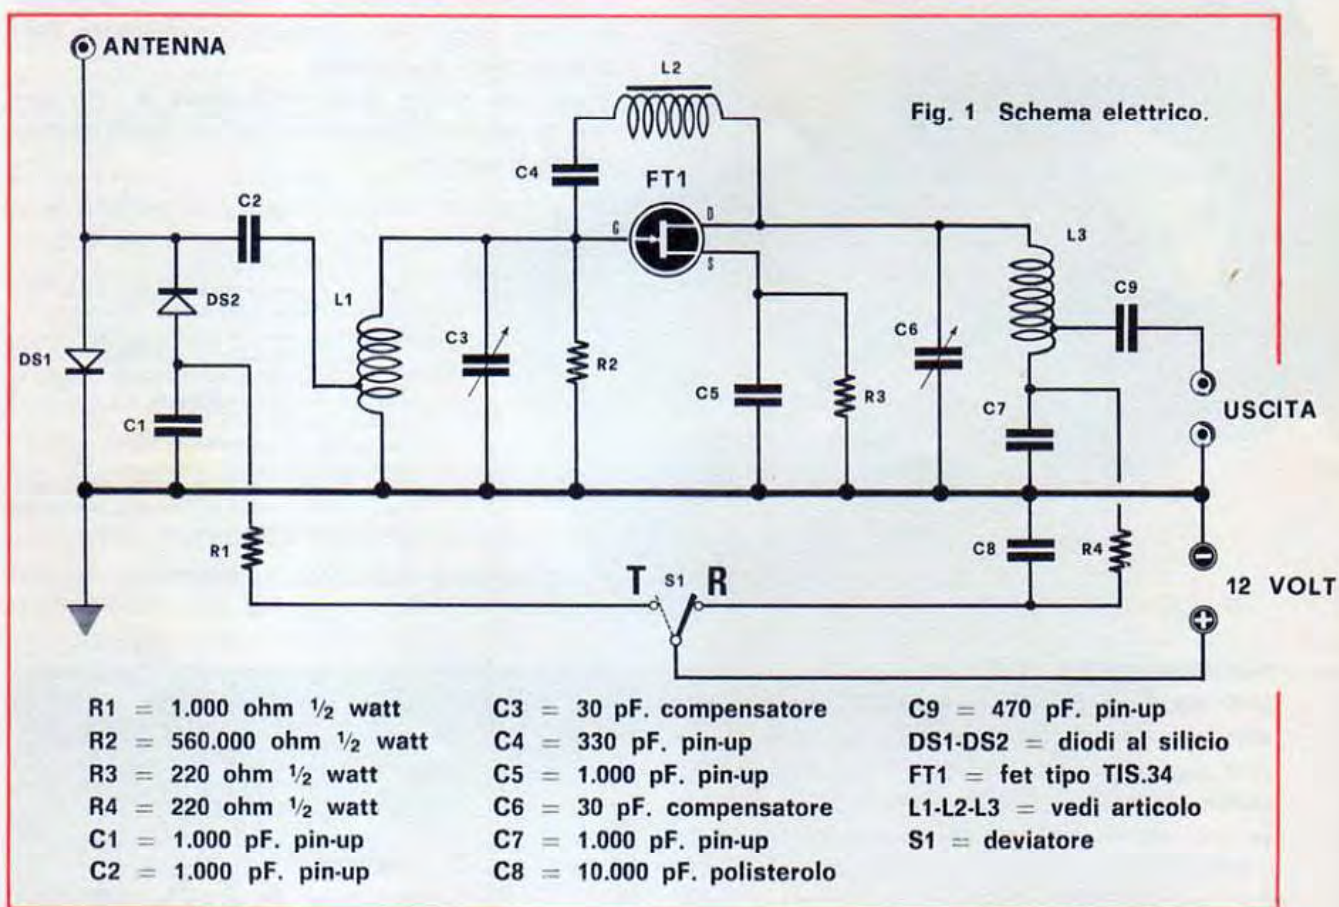 ANTENNA
L2
Fig. 1 Schema elettrico.
C4
FT1
C2
G
D
S
L3
DS2
L1
C9
DS1
C3
R2
C6
C1
C5
R3
C7
USCITA
R1
T
S1
R
C8
R4
12 VOLT
R1 = 1.000 ohm ½ watt
R2 = 560.000 ohm ½ watt
R3 = 220 ohm ½ watt
R4 = 220 ohm ½ watt
C1 = 1.000 pF. pin-up
C2 = 1.000 pF. pin-up
C3 = 30 pF. compensatore
C4 = 330 pF. pin-up
C5 = 1.000 pF. pin-up
C6 = 30 pF. compensatore
C7 = 1.000 pF. pin-up
C8 = 10.000 pF. polisterolo
C9 = 470 pF. pin-up
DS1-DS2 = diodi al silicio
FT1 = fet tipo TIS.34
L1-L2-L3 = vedi articolo
S1 = deviatore